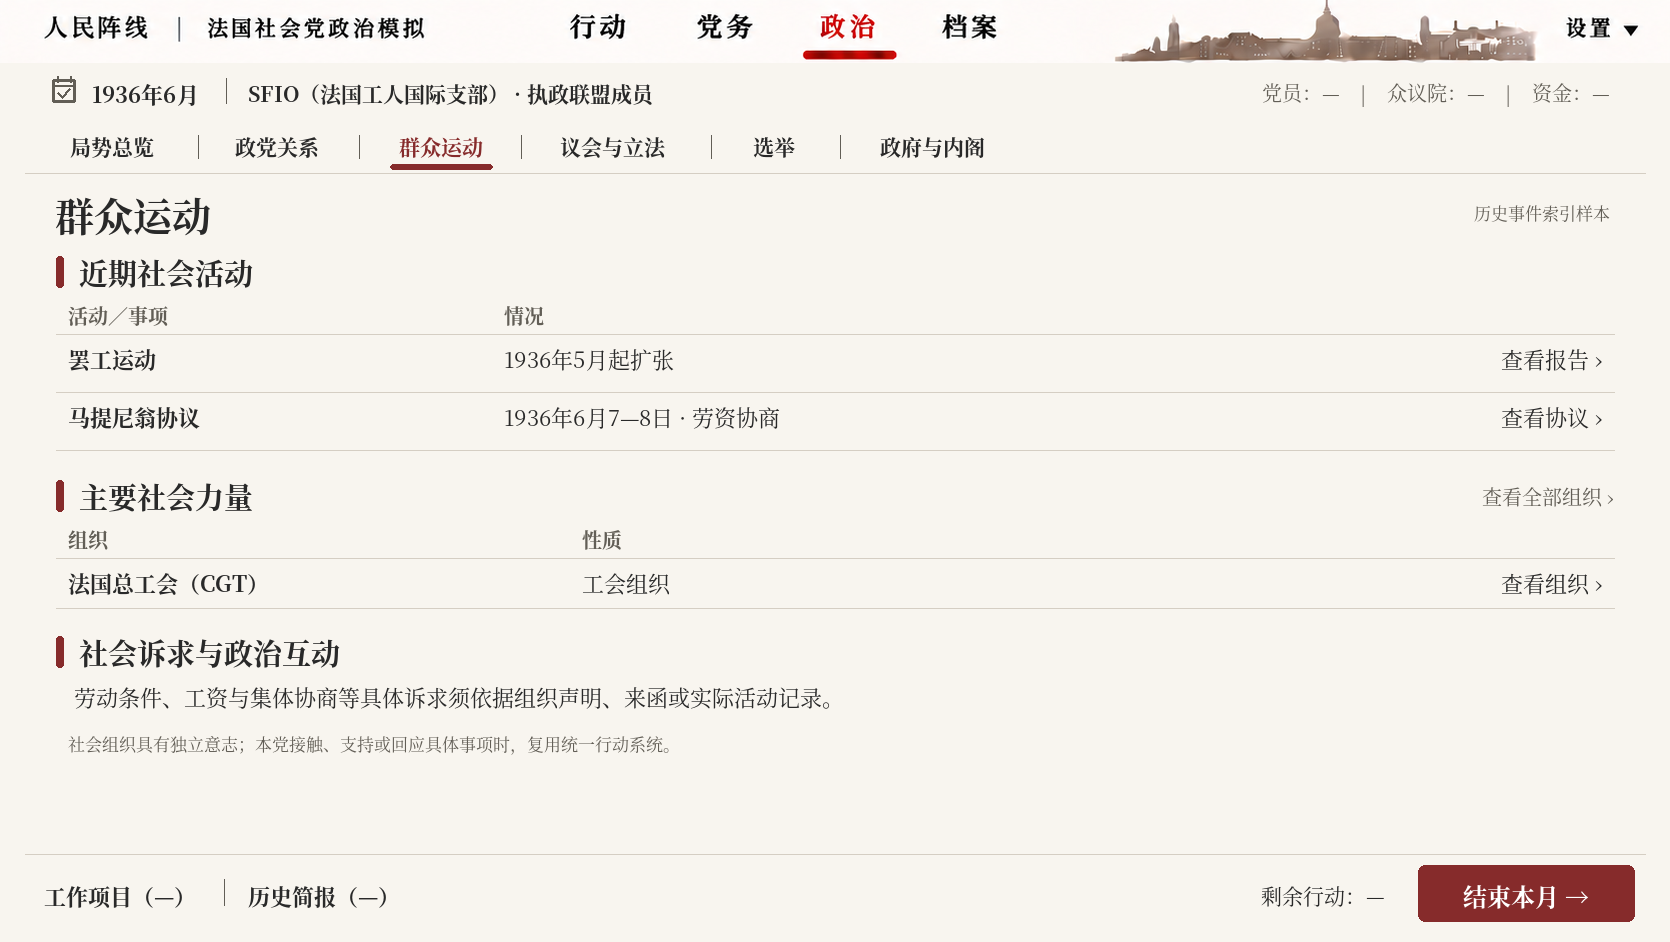 人民阵线 | 法国社会党政治模拟 行动 党务 政治 档案 设置 ▼
1936年6月 SFIO（法国工人国际支部）· 执政联盟成员 党员：— | 众议院：— | 资金：—
局势总览 政党关系 群众运动 议会与立法 选举 政府与内阁
群众运动 历史事件索引样本
近期社会活动
活动／事项 情况
罢工运动 1936年5月起扩张 查看报告 ›
马提尼翁协议 1936年6月7—8日 · 劳资协商 查看协议 ›
主要社会力量 查看全部组织 ›
组织 性质
法国总工会（CGT） 工会组织 查看组织 ›
社会诉求与政治互动
劳动条件、工资与集体协商等具体诉求须依据组织声明、来函或实际活动记录。
社会组织具有独立意志；本党接触、支持或回应具体事项时，复用统一行动系统。
工作项目（—） 历史简报（—） 剩余行动：— 结束本月 →